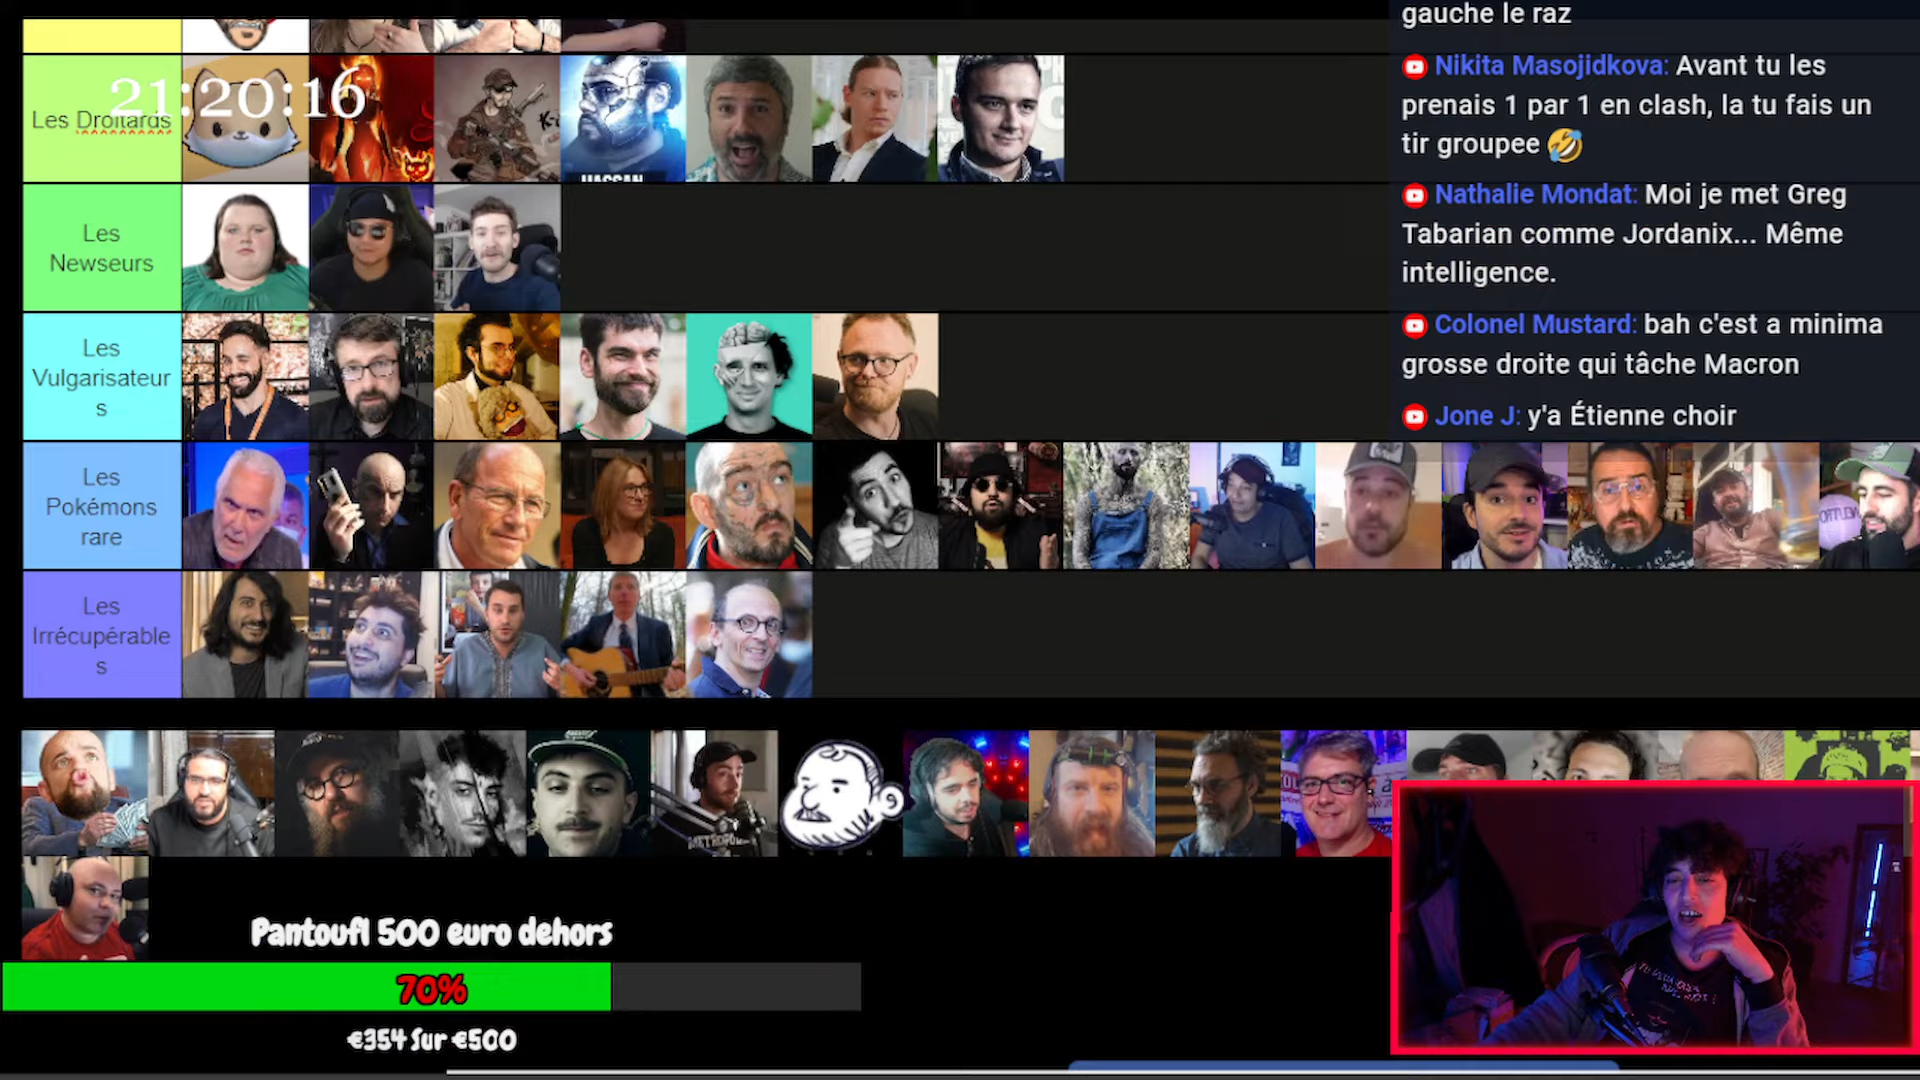 gauche le raz
Nikita Masojidkova: Avant tu les
prenais 1 par 1 en clash, la tu fais un
tir groupee 🤣
Nathalie Mondat: Moi je met Greg
Tabarian comme Jordanix... Même
intelligence.
Colonel Mustard: bah c'est a minima
grosse droite qui tâche Macron
Jone J: y'a Étienne choir
21:20:16
Les Droitards
HASSAN
Les
Newseurs
Les
Vulgarisateur
s
Les
Pokémons
rare
Les
Irrécupérable
s
Pantoufl 500 euro dehors
70%
€354 Sur €500